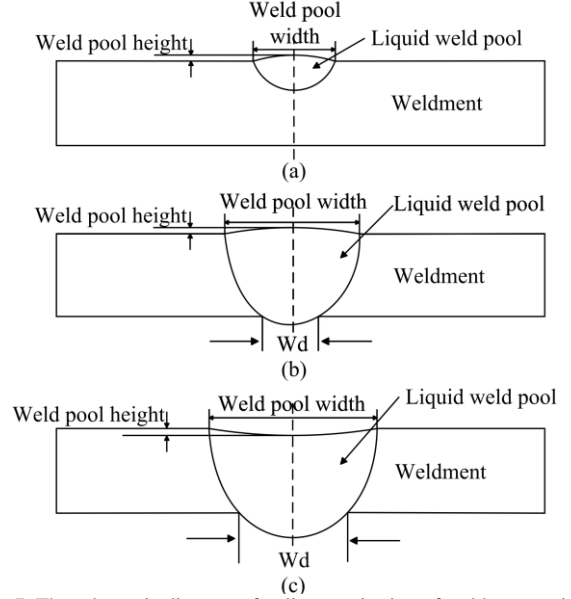 Weld pool
width
Weld pool height
Liquid weld pool
Weldment
(a)
Weld pool width
Weld pool height
Liquid weld pool
Weldment
Wd
(b)
Weld pool width
Weld pool height
Liquid weld pool
Weldment
Wd
(c)